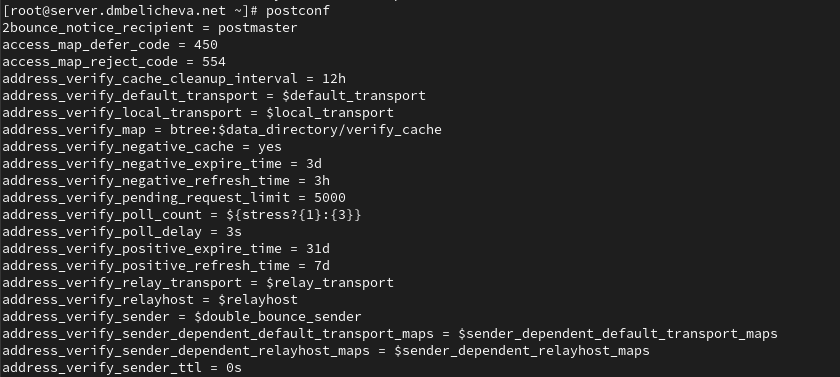 [root@server.dmbelicheva.net ~]# postconf
2bounce_notice_recipient = postmaster
access_map_defer_code = 450
access_map_reject_code = 554
address_verify_cache_cleanup_interval = 12h
address_verify_default_transport = $default_transport
address_verify_local_transport = $local_transport
address_verify_map = btree:$data_directory/verify_cache
address_verify_negative_cache = yes
address_verify_negative_expire_time = 3d
address_verify_negative_refresh_time = 3h
address_verify_pending_request_limit = 5000
address_verify_poll_count = ${stress?{1}:{3}}
address_verify_poll_delay = 3s
address_verify_positive_expire_time = 31d
address_verify_positive_refresh_time = 7d
address_verify_relay_transport = $relay_transport
address_verify_relayhost = $relayhost
address_verify_sender = $double_bounce_sender
address_verify_sender_dependent_default_transport_maps = $sender_dependent_default_transport_maps
address_verify_sender_dependent_relayhost_maps = $sender_dependent_relayhost_maps
address_verify_sender_ttl = 0s